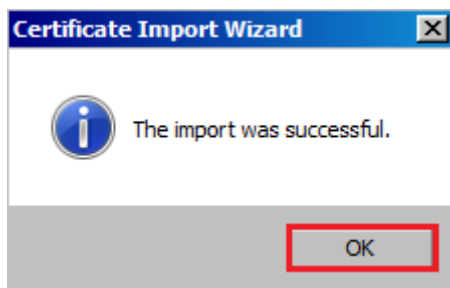 Certificate Import Wizard
The import was successful.
OK